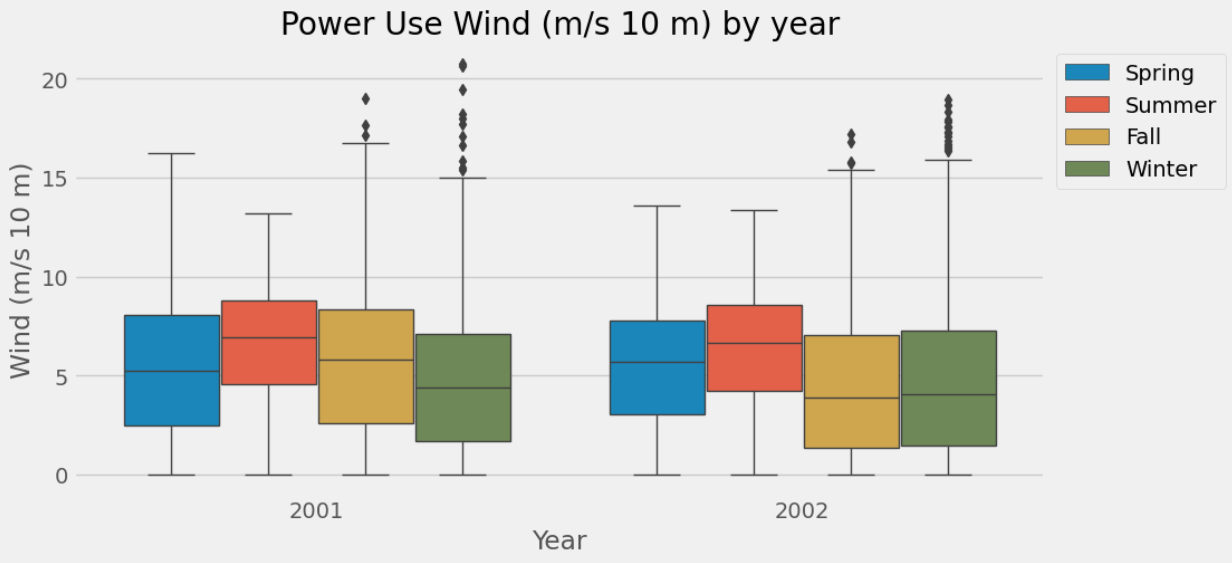 Power Use Wind (m/s 10 m) by year
Wind (m/s 10 m)
20
15
10
5
0
2001
2002
Year
Spring
Summer
Fall
Winter